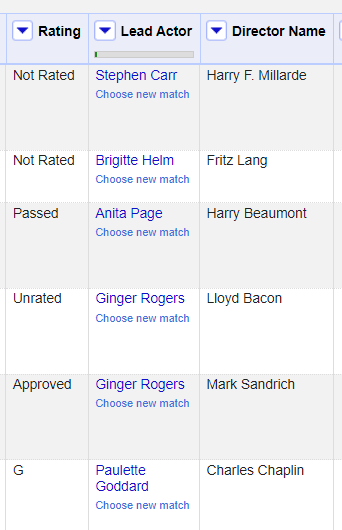 Rating Lead Actor Director Name
Not Rated Stephen Carr Harry F. Millarde
Choose new match
Not Rated Brigitte Helm Fritz Lang
Choose new match
Passed Anita Page Harry Beaumont
Choose new match
Unrated Ginger Rogers Lloyd Bacon
Choose new match
Approved Ginger Rogers Mark Sandrich
Choose new match
G Paulette Charles Chaplin
Goddard
Choose new match